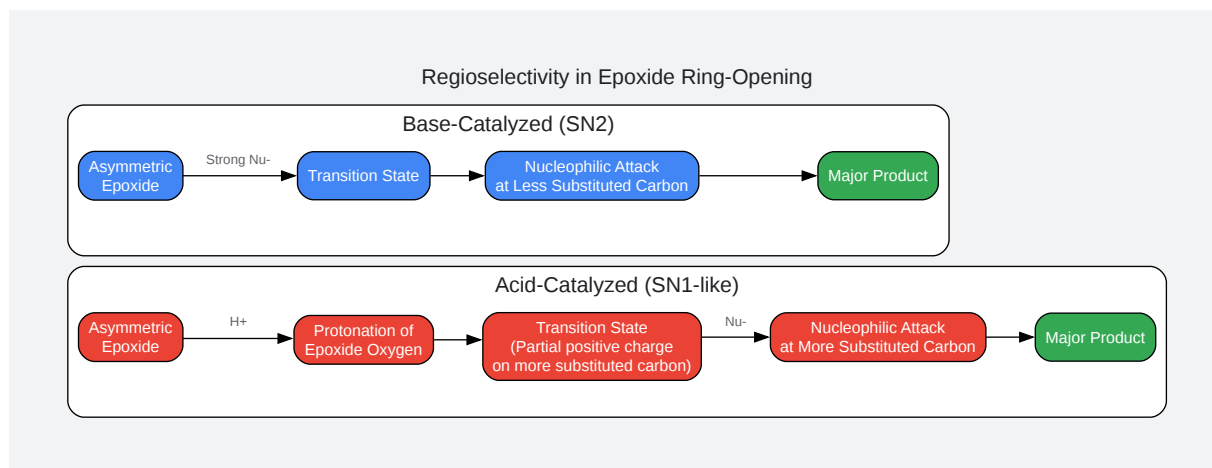 Regioselectivity in Epoxide Ring-Opening
Base-Catalyzed (SN2)
Asymmetric
Epoxide
Strong Nu-
Transition State
Nucleophilic Attack
at Less Substituted Carbon
Major Product
Acid-Catalyzed (SN1-like)
Asymmetric
Epoxide
H+
Protonation of
Epoxide Oxygen
Transition State
(Partial positive charge
on more substituted carbon)
Nu-
Nucleophilic Attack
at More Substituted Carbon
Major Product